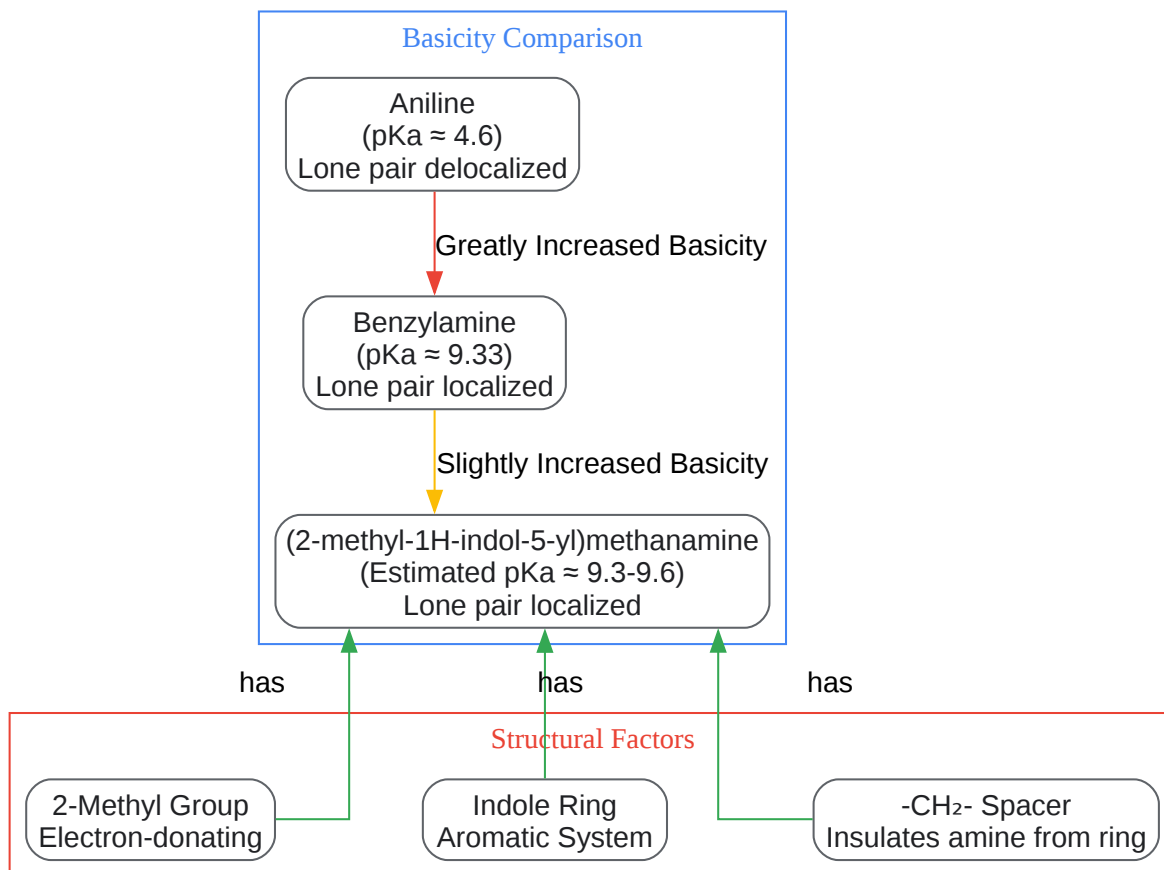 Basicity Comparison
Aniline
(pKa ≈ 4.6)
Lone pair delocalized
Greatly Increased Basicity
Benzylamine
(pKa ≈ 9.33)
Lone pair localized
Slightly Increased Basicity
(2-methyl-1H-indol-5-yl)methanamine
(Estimated pKa ≈ 9.3-9.6)
Lone pair localized
has
has
has
Structural Factors
2-Methyl Group
Electron-donating
Indole Ring
Aromatic System
-CH₂- Spacer
Insulates amine from ring